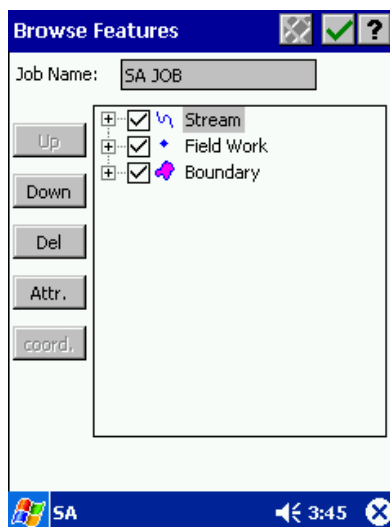 Browse Features ?
Job Name: SA JOB
Up
Down
Del
Attr.
coord.
Stream
Field Work
Boundary
SA 3:45